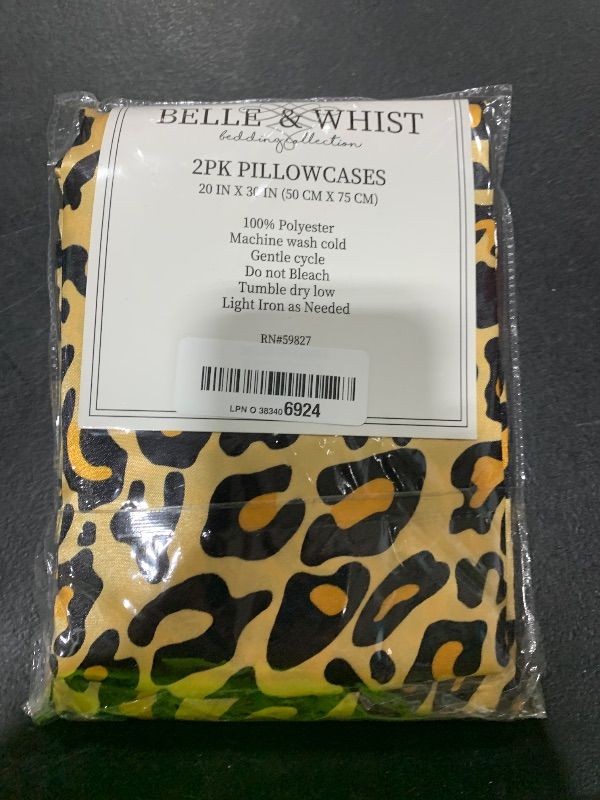 BELLE & WHIST
bedding collection
2PK PILLOWCASES
20 IN X 30 IN (50 CM X 75 CM)
100% Polyester
Machine wash cold
Gentle cycle
Do not Bleach
Tumble dry low
Light Iron as Needed
RN#59827
LPN O 38340 6924